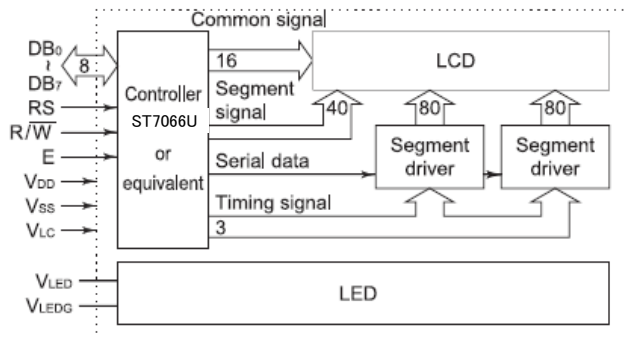 Common signal
DB0
~
DB7
8
16
LCD
Controller
ST7066U
or
equivalent
Segment
signal
40
80
80
RS
R/W
E
Segment
driver
Segment
driver
Serial data
VDD
VSS
VLC
Timing signal
3
VLED
VLEDG
LED